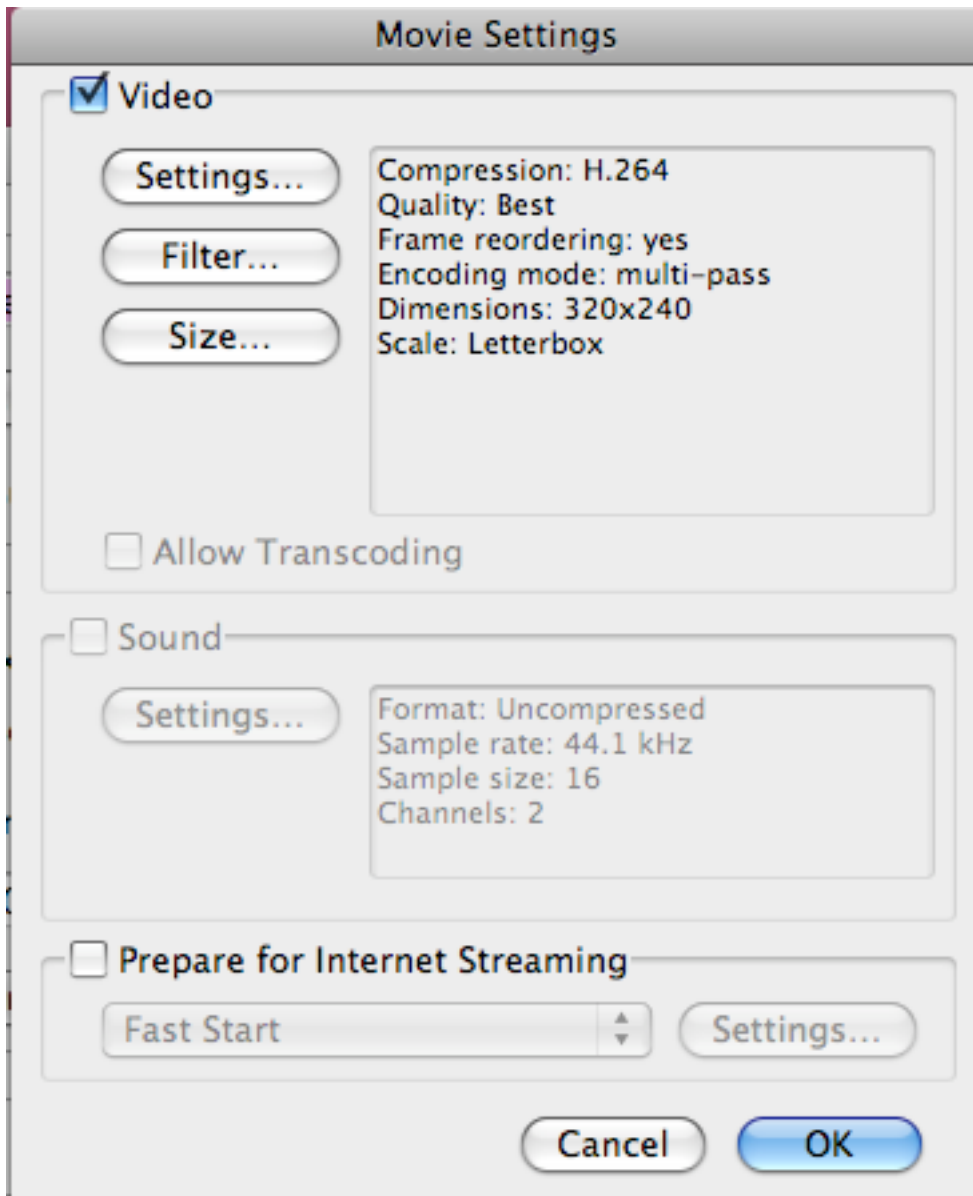 Movie Settings
Video
Settings...
Filter...
Size...
Compression: H.264
Quality: Best
Frame reordering: yes
Encoding mode: multi-pass
Dimensions: 320x240
Scale: Letterbox
Allow Transcoding
Sound
Settings...
Format: Uncompressed
Sample rate: 44.1 kHz
Sample size: 16
Channels: 2
Prepare for Internet Streaming
Fast Start
Settings...
Cancel
OK